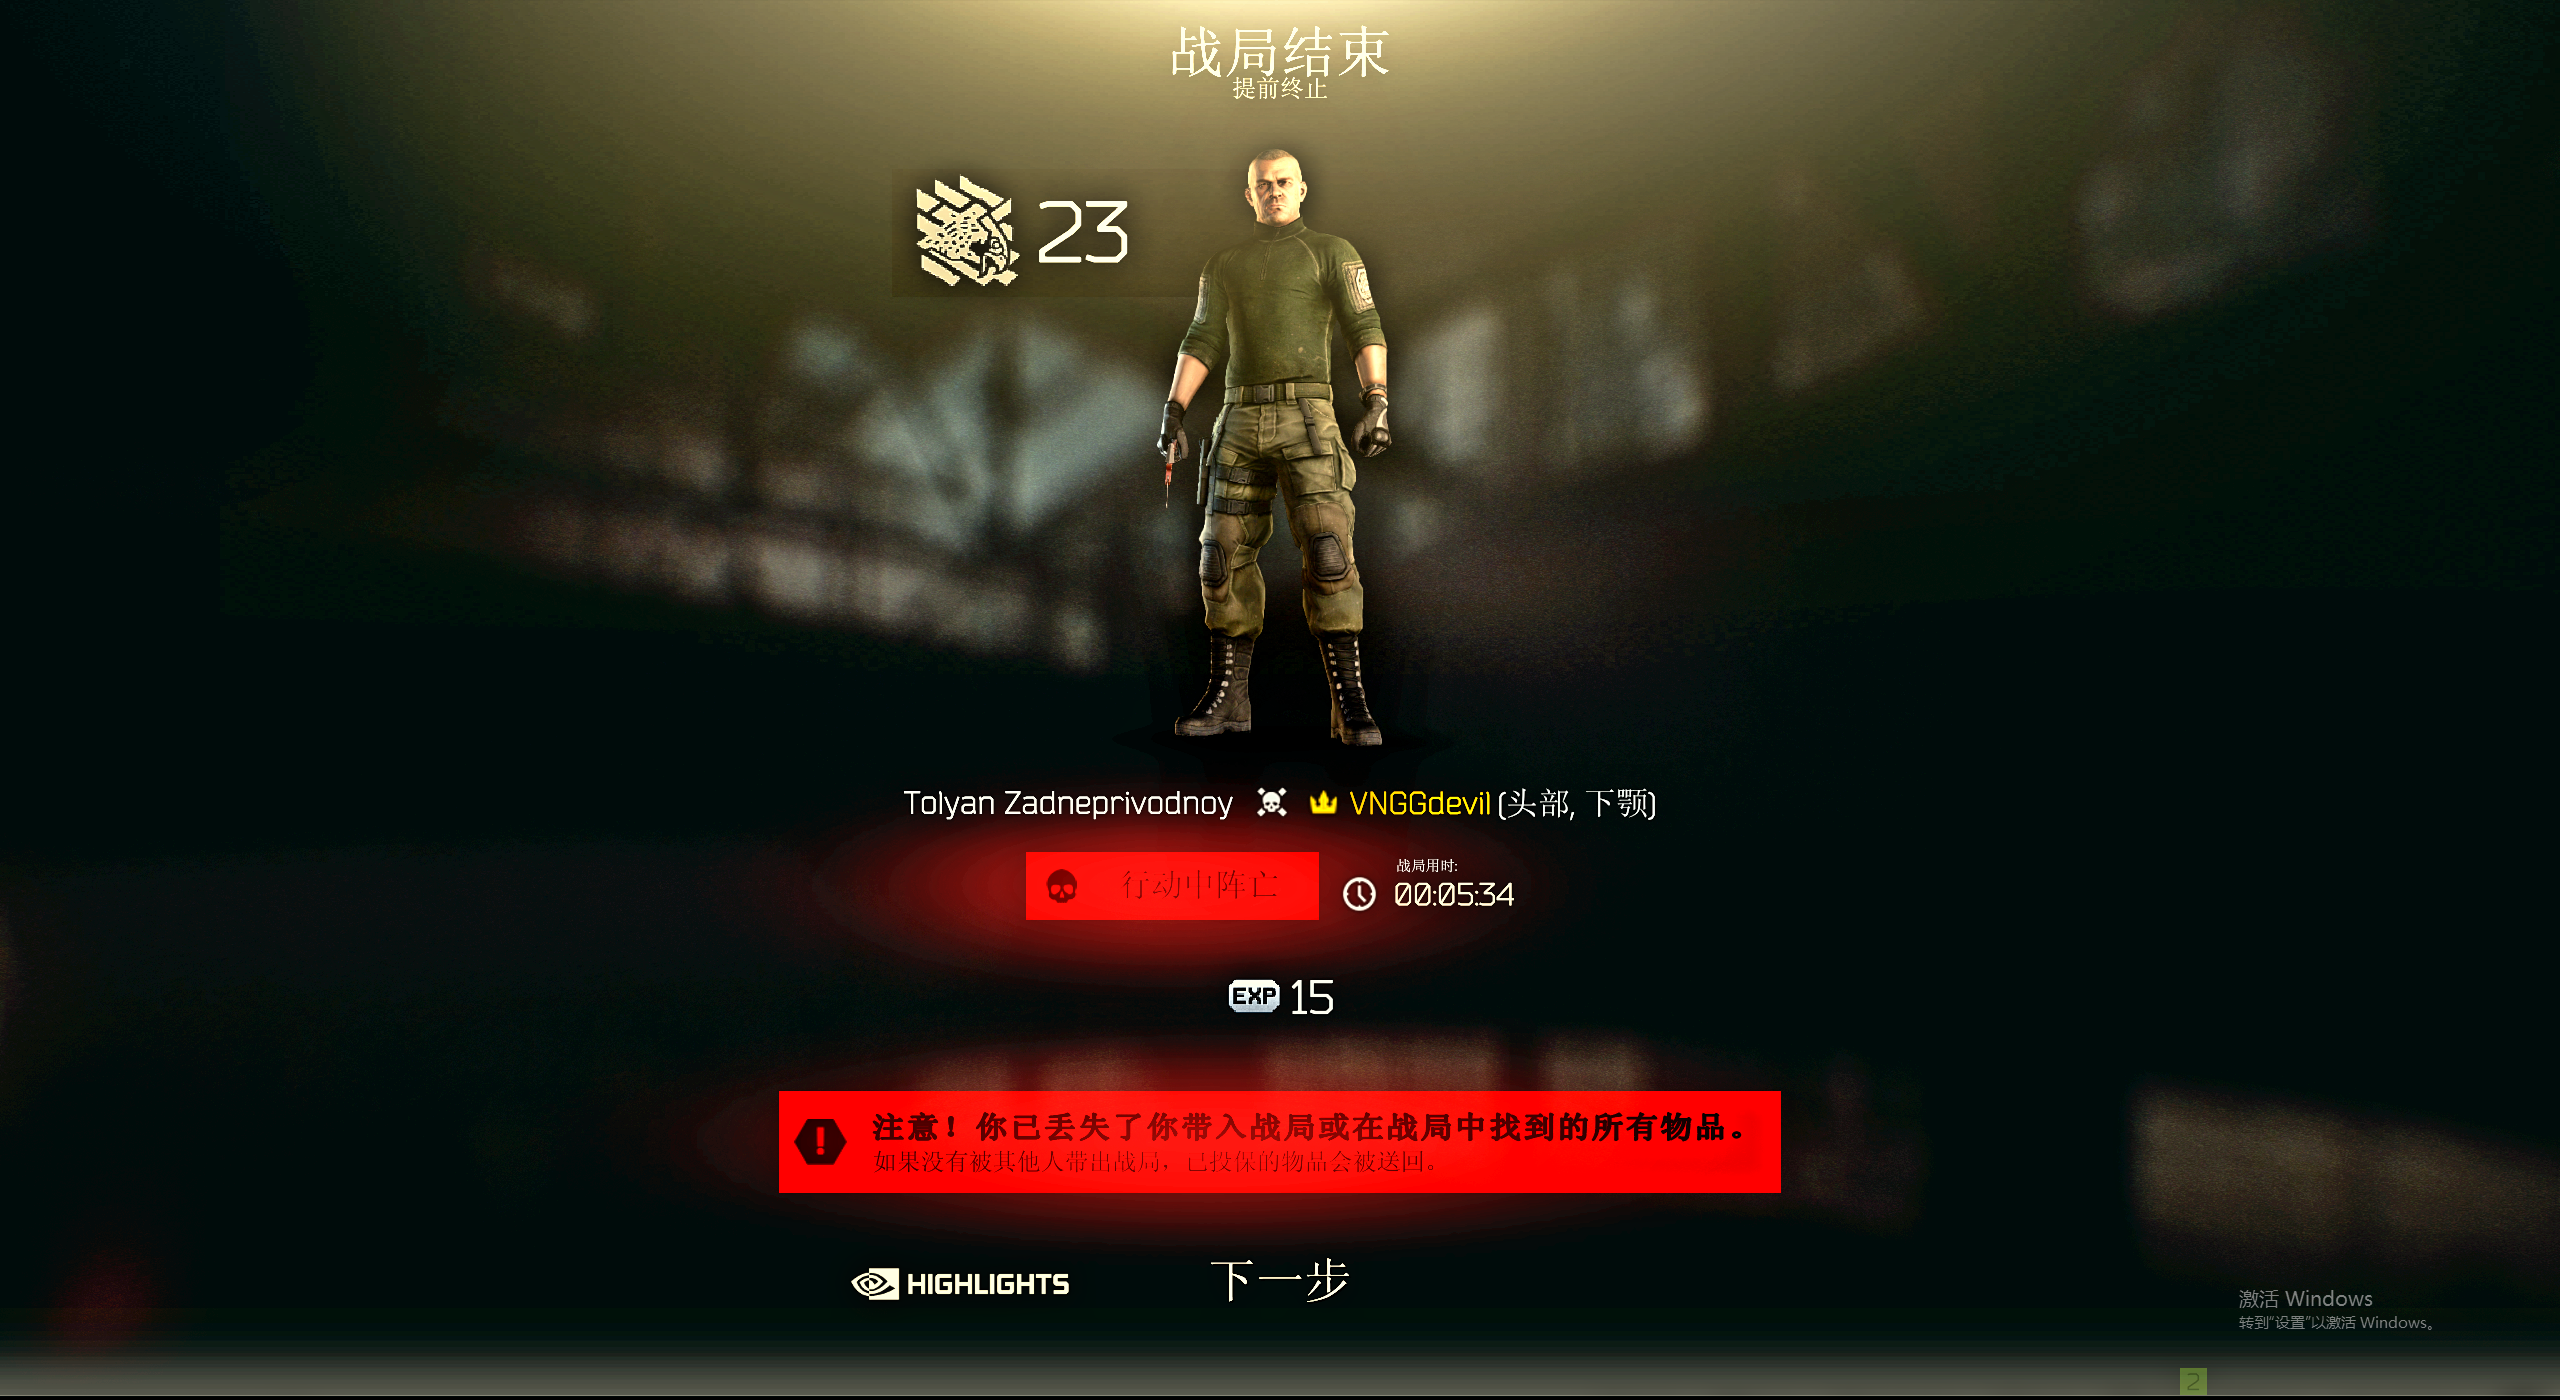 战局结束
提前终止
23
Tolyan Zadneprivodnoy VNGGdevil (头部, 下颚)
行动中阵亡
战局用时:
00:05:34
EXP 15
注意！你已丢失了你带入战局或在战局中找到的所有物品。
如果没有被其他人带出战局，已投保的物品会被送回。
HIGHLIGHTS
下一步
激活 Windows
转到"设置"以激活 Windows。
2